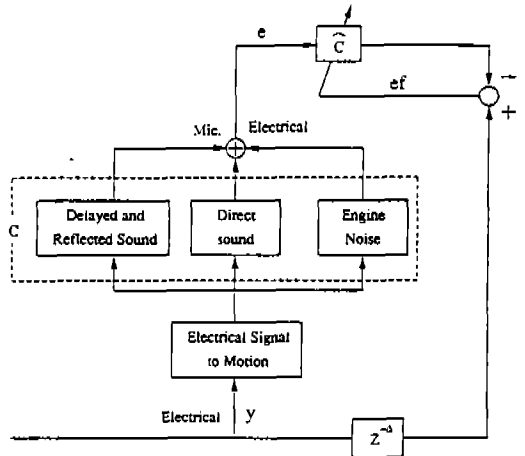 e
Ĉ
ef
−
+
Mic.
Electrical
C
Delayed and
Reflected Sound
Direct
sound
Engine
Noise
Electrical Signal
to Motion
Electrical
y
Z^-Δ